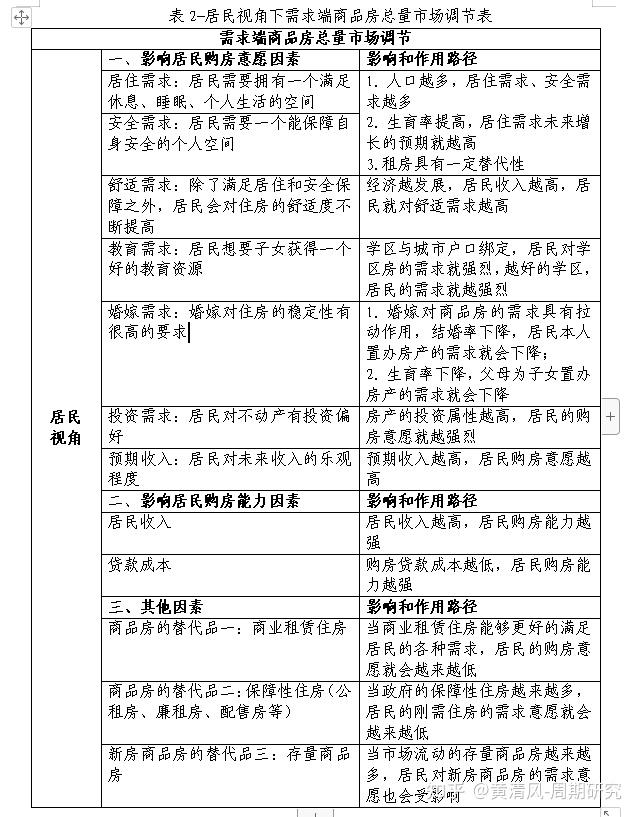 表 2—居民视角下需求端商品房总量市场调节表
需求端商品房总量市场调节
居民
视角
一、影响居民购房意愿因素
影响和作用路径
居住需求：居民需要拥有一个满足
休息、睡眠、个人生活的空间
安全需求：居民需要一个能保障自
身安全的个人空间
1. 人口越多，居住需求、安全需
求越多
2. 生育率提高，居住需求未来增
长的预期就越高
3.租房具有一定替代性
舒适需求：除了满足居住和安全保
障之外，居民会对住房的舒适度不
断提高
经济越发展，居民收入越高，居
民就对舒适需求越高
教育需求：居民想要子女获得一个
好的教育资源
学区与城市户口绑定，居民对学
区房的需求就强烈，越好的学区，
居民的需求就越强烈
婚嫁需求：婚嫁对住房的稳定性有
很高的要求
1. 婚嫁对商品房的需求具有拉
动作用，结婚率下降，居民本人
置办房产的需求就会下降；
2. 生育率下降，父母为子女置办
房产的需求就会下降
投资需求：居民对不动产有投资偏
好
房产的投资属性越高，居民的购
房意愿就越强烈
预期收入：居民对未来收入的乐观
程度
预期收入越高，居民购房意愿越
高
二、影响居民购房能力因素
影响和作用路径
居民收入
居民收入越高，居民购房能力越
强
贷款成本
购房贷款成本越低，居民购房能
力越强
三、其他因素
影响和作用路径
商品房的替代品一：商业租赁住房
当商业租赁住房能够更好的满足
居民的各种需求，居民的购房意
愿就会越来越低
商品房的替代品二：保障性住房（公
租房、廉租房、配售房等）
当政府的保障性住房越来越多，
居民的刚需住房的需求意愿就会
越来越低
新房商品房的替代品三：存量商品
房
当市场流动的存量商品房越来越
多，居民对新房商品房的需求意
愿也会受影响
知乎 @黄清风-周期研究